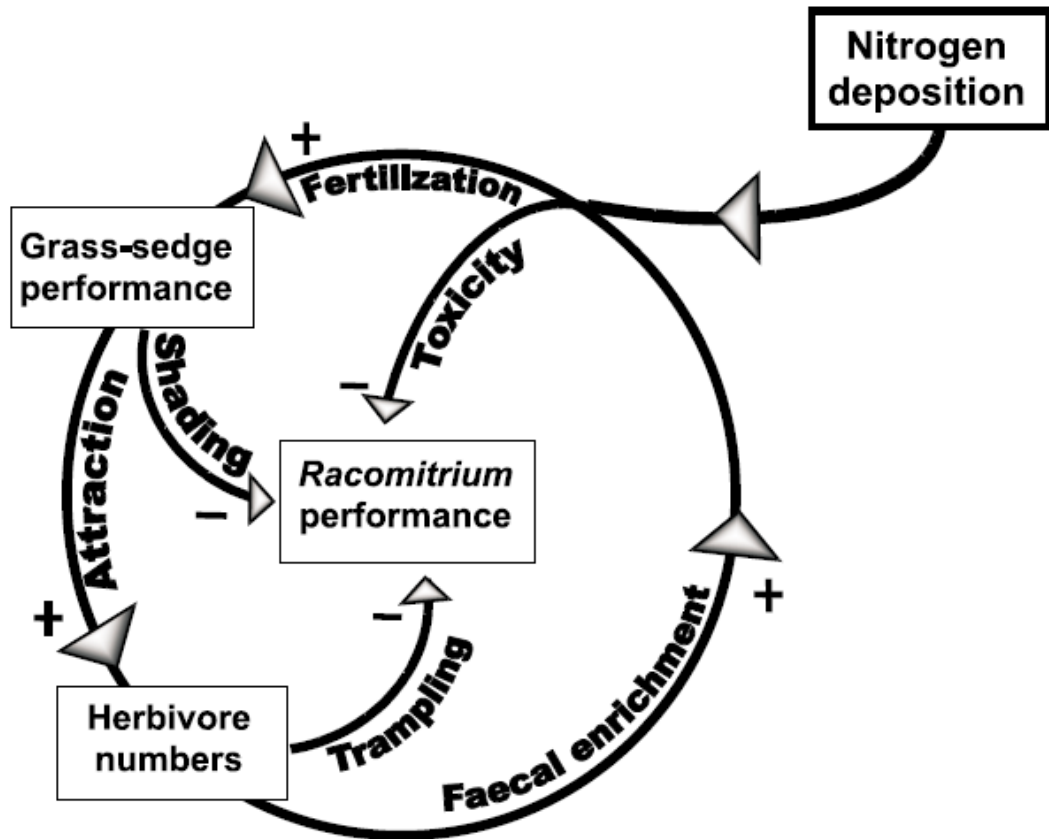 Nitrogen
deposition
+
Fertilization
Grass-sedge
performance
Toxicity
Shading
−
Attraction
Racomitrium
performance
−
+
−
+
Herbivore
numbers
Trampling
Faecal enrichment